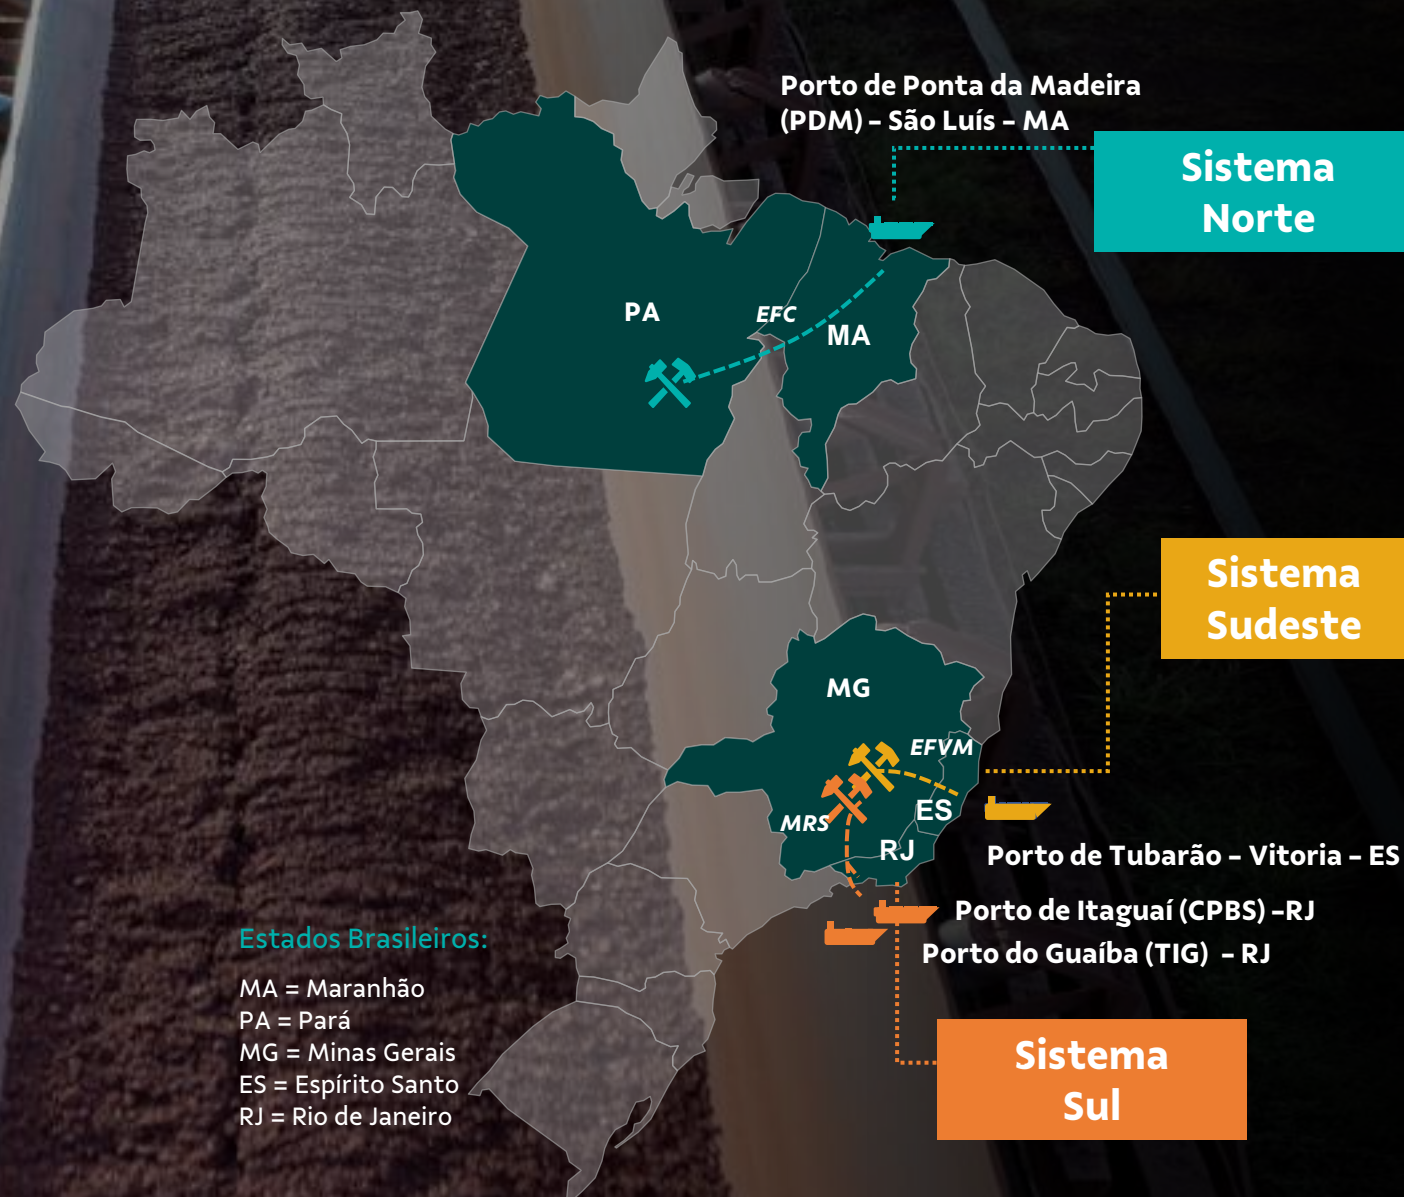 Porto de Ponta da Madeira
(PDM) – São Luís – MA
Sistema
Norte
PA
EFC
MA
Sistema
Sudeste
MG
EFVM
ES
MRS
RJ
Porto de Tubarão – Vitoria – ES
Porto de Itaguaí (CPBS) –RJ
Porto do Guaíba (TIG) – RJ
Sistema
Sul
Estados Brasileiros:
MA = Maranhão
PA = Pará
MG = Minas Gerais
ES = Espírito Santo
RJ = Rio de Janeiro